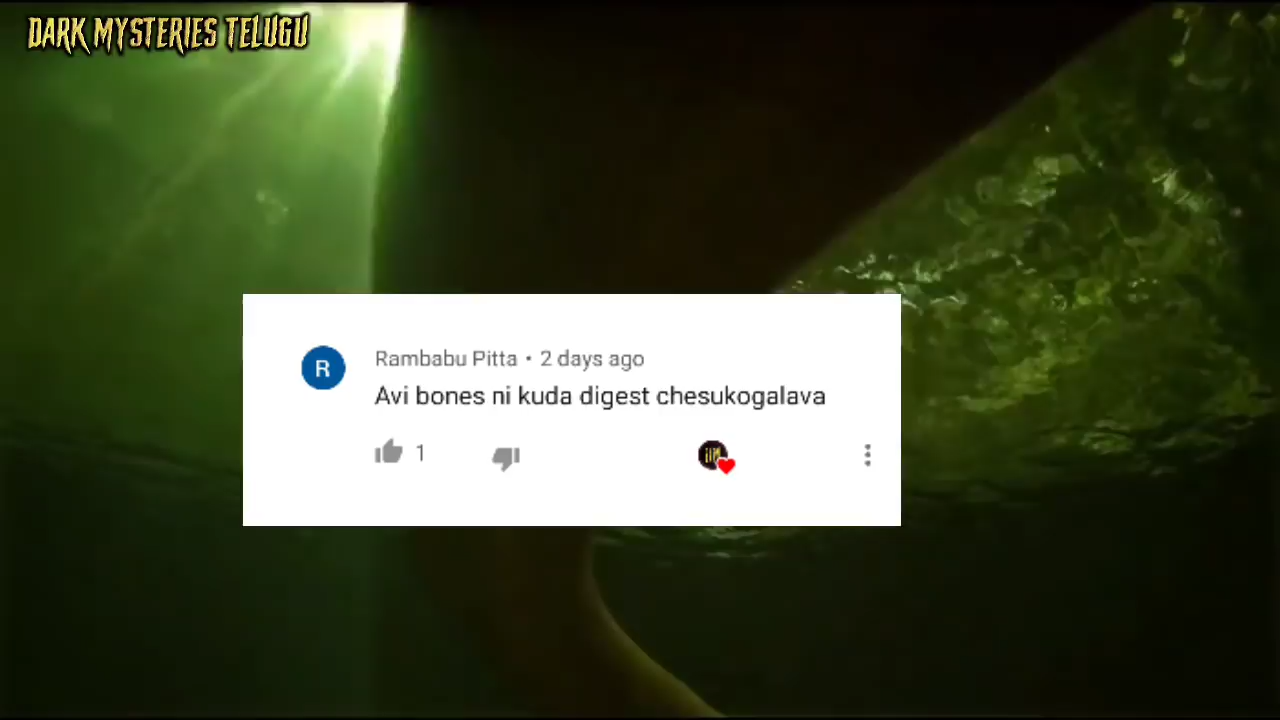 DARK MYSTERIES TELUGU
R
Rambabu Pitta • 2 days ago
Avi bones ni kuda digest chesukogalava
1